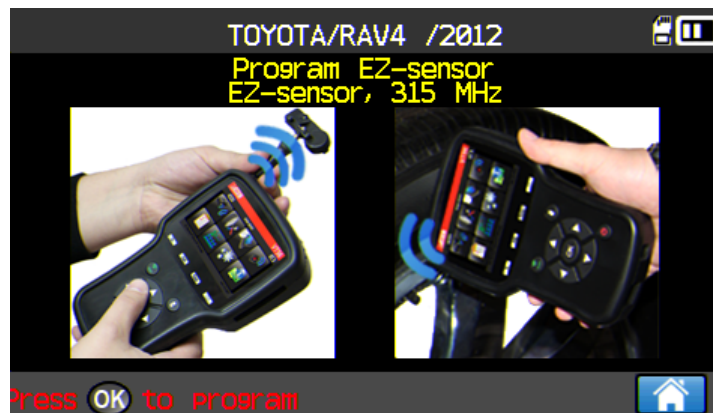 TOYOTA/RAV4 /2012
Program EZ-sensor
EZ-sensor, 315 MHz
Press OK to program